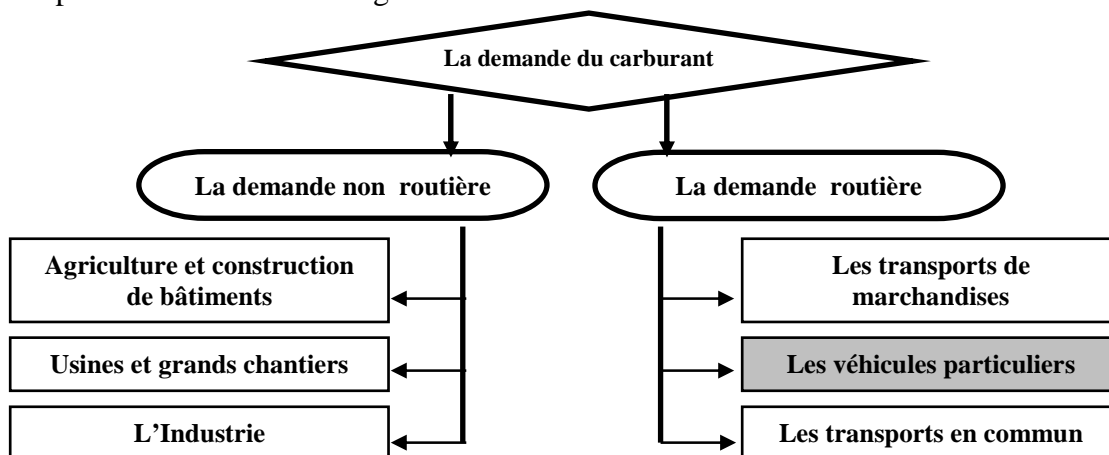 La demande du carburant
La demande non routière
La demande routière
Agriculture et construction
de bâtiments
Les transports de
marchandises
Usines et grands chantiers
Les véhicules particuliers
L’Industrie
Les transports en commun